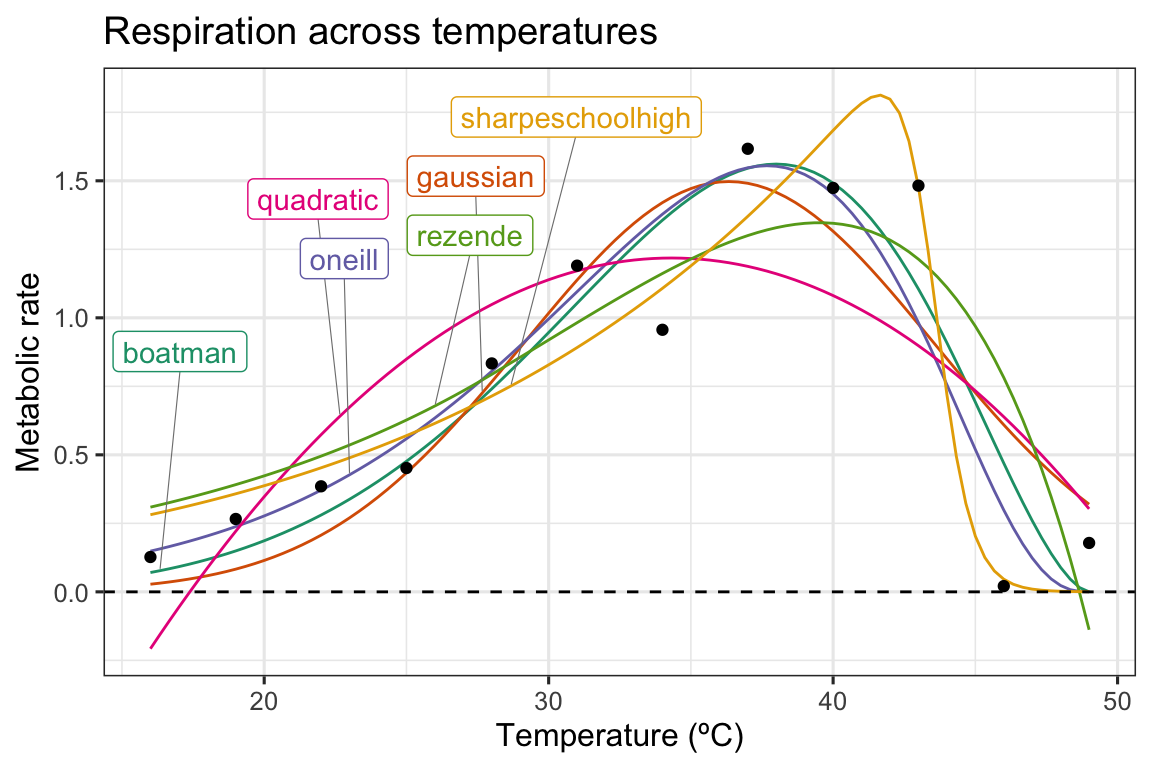 Respiration across temperatures
sharpeschoolhigh
gaussian
quadratic
rezende
oneill
boatman
Metabolic rate
1.5
1.0
0.5
0.0
20
30
40
50
Temperature (ºC)